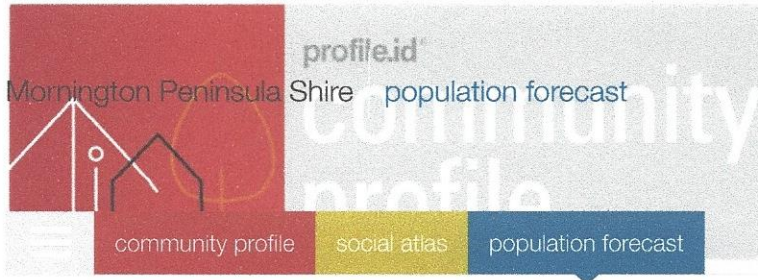 profile.id
Mornington Peninsula Shire population forecast
community
profile
community profile social atlas population forecast